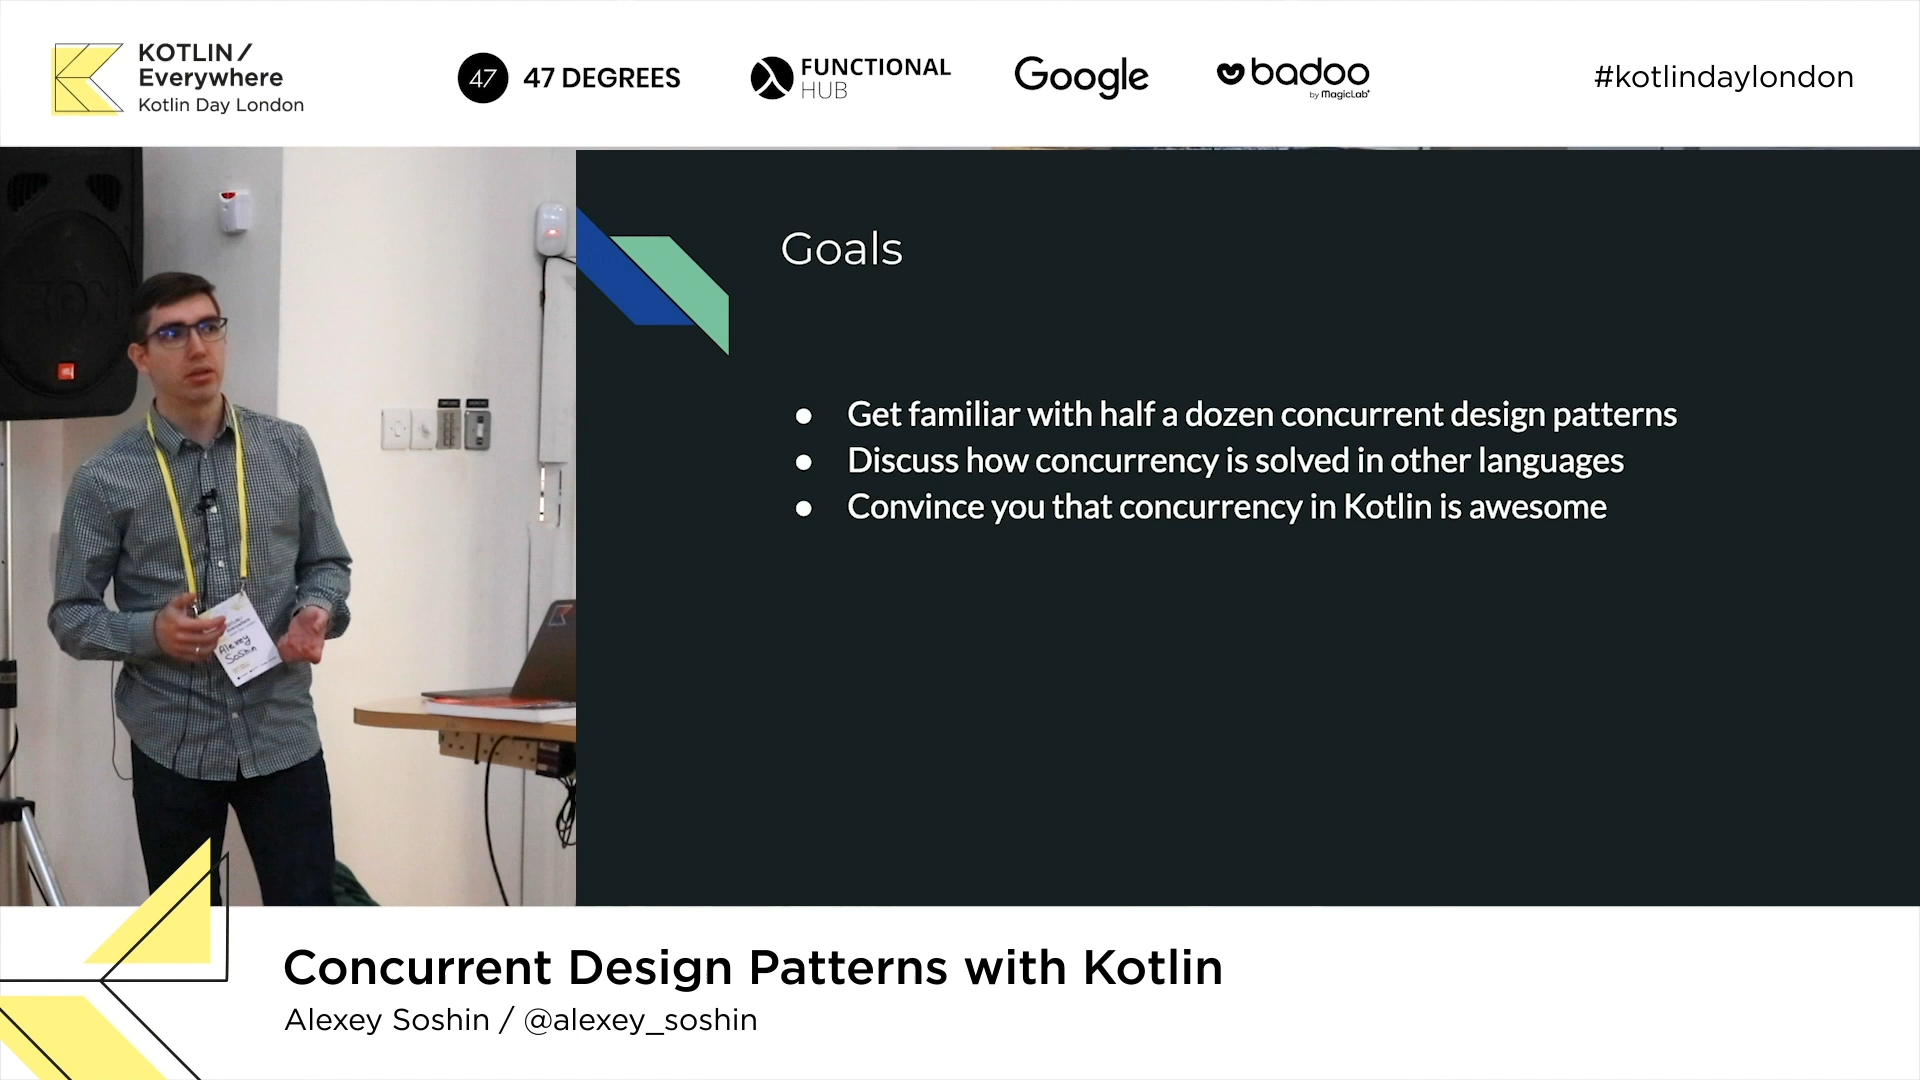 KOTLIN /
Everywhere
Kotlin Day London
47
47 DEGREES
FUNCTIONAL
HUB
Google
badoo
by MagicLab
#kotlindaylondon
Goals
● Get familiar with half a dozen concurrent design patterns
● Discuss how concurrency is solved in other languages
● Convince you that concurrency in Kotlin is awesome
Alexey
Soshin
Concurrent Design Patterns with Kotlin
Alexey Soshin / @alexey_soshin